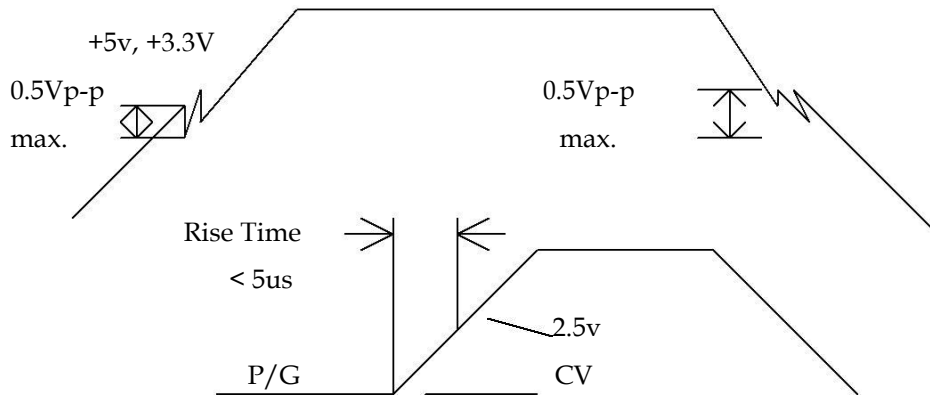 +5v, +3.3V
0.5Vp-p
max.
0.5Vp-p
max.
Rise Time
< 5us
2.5v
P/G
CV